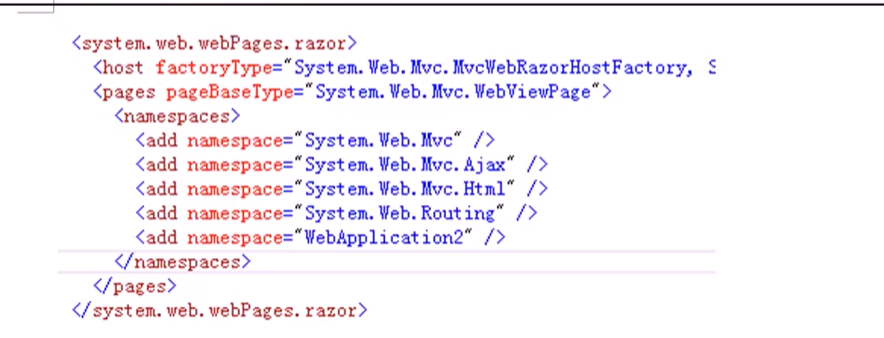 <system.web.webPages.razor>
<host factoryType="System.Web.Mvc.MvcWebRazorHostFactory, S
<pages pageBaseType="System.Web.Mvc.WebViewPage">
<namespaces>
<add namespace="System.Web.Mvc" />
<add namespace="System.Web.Mvc.Ajax" />
<add namespace="System.Web.Mvc.Html" />
<add namespace="System.Web.Routing" />
<add namespace="WebApplication2" />
</namespaces>
</pages>
</system.web.webPages.razor>